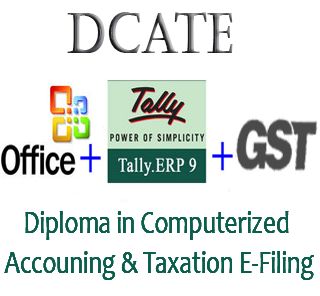 DCATE
Office + Tally POWER OF SIMPLICITY Tally.ERP 9 + GST
Diploma in Computerized
Accouning & Taxation E-Filing